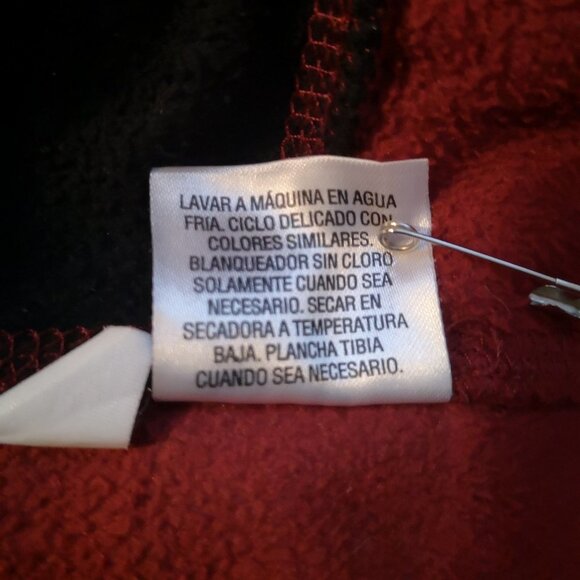 LAVAR A MÁQUINA EN AGUA
FRIA. CICLO DELICADO CON
COLORES SIMILARES.
BLANQUEADOR SIN CLORO
SOLAMENTE CUANDO SEA
NECESARIO. SECAR EN
SECADORA A TEMPERATURA
BAJA. PLANCHA TIBIA
CUANDO SEA NECESARIO.